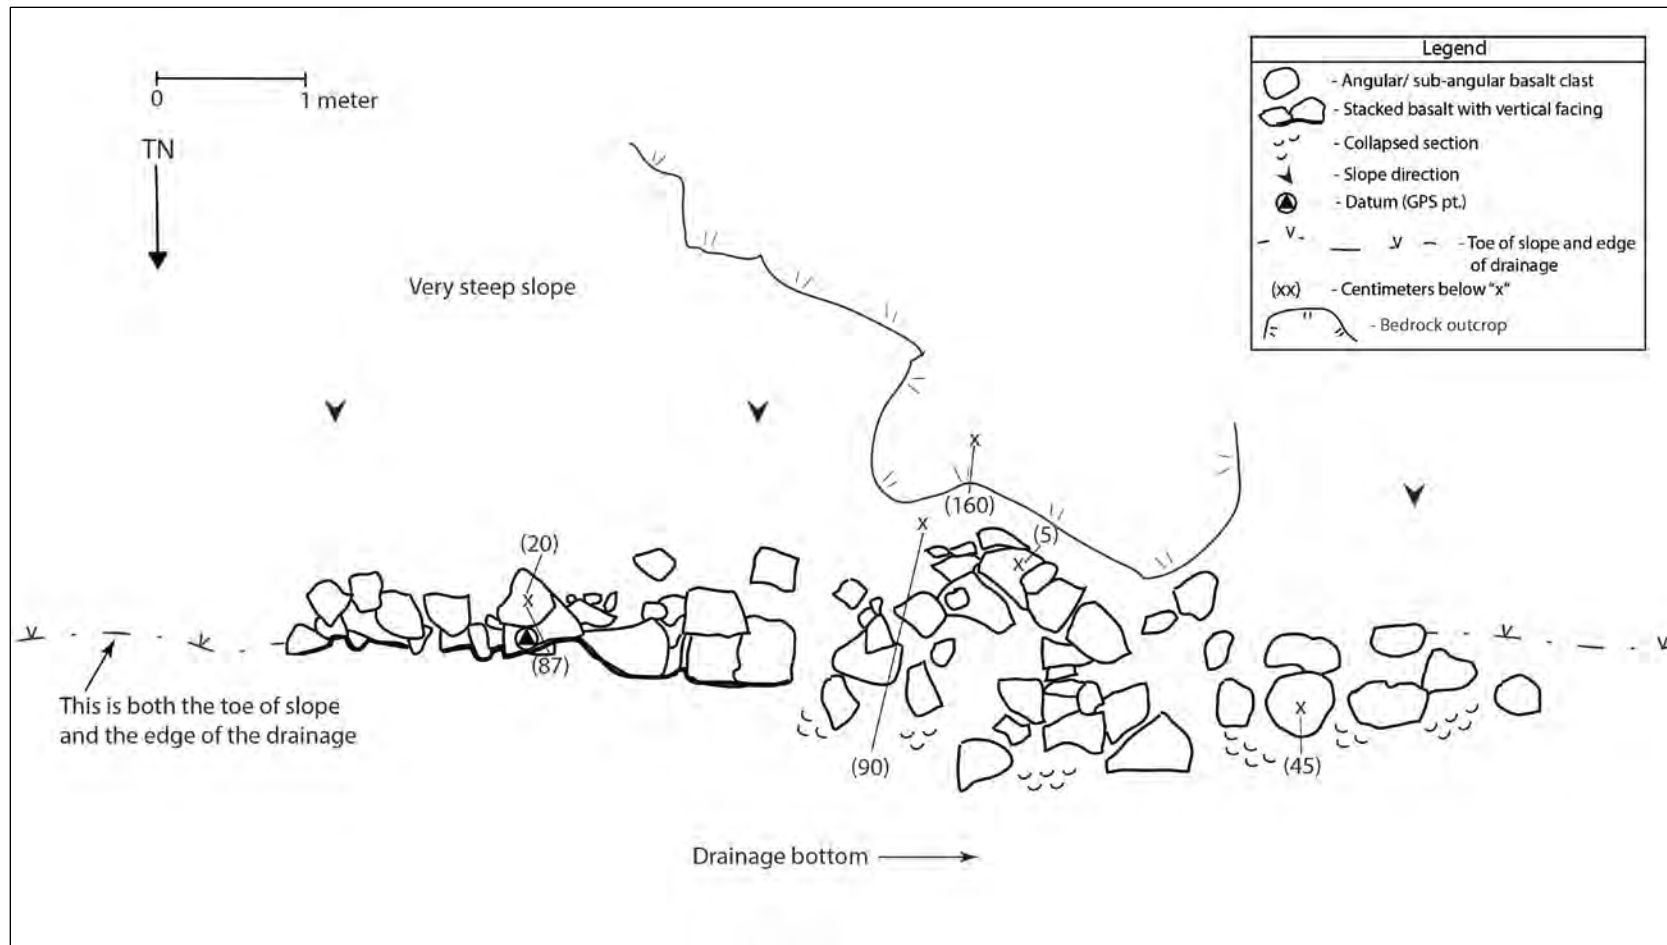 0 1 meter
TN
Very steep slope
Legend
- Angular/ sub-angular basalt clast
- Stacked basalt with vertical facing
- Collapsed section
- Slope direction
- Datum (GPS pt.)
- Toe of slope and edge
of drainage
(xx) - Centimeters below "x"
- Bedrock outcrop
x
(160)
x
(5)
x
(20)
x
(87)
This is both the toe of slope
and the edge of the drainage
(90)
x
(45)
Drainage bottom